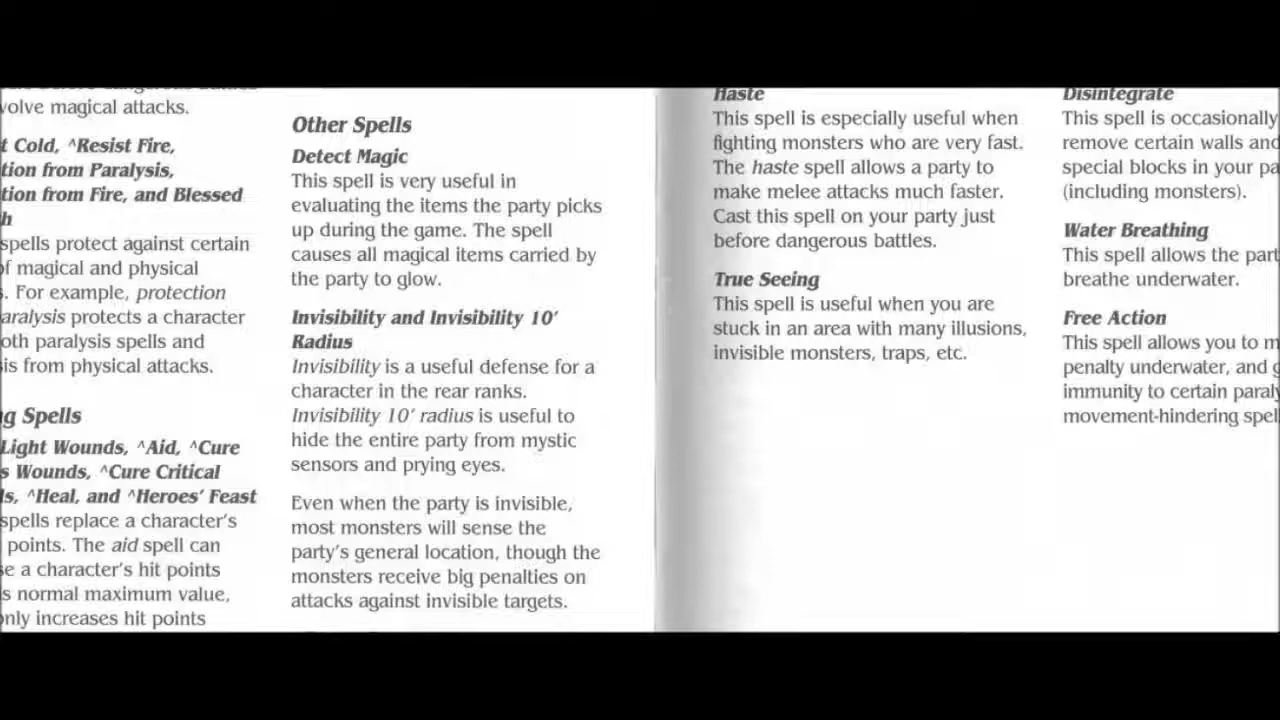 volve magical attacks.
t Cold, ^Resist Fire,
tion from Paralysis,
tion from Fire, and Blessed
h
spells protect against certain
of magical and physical
s. For example, protection
aralysis protects a character
oth paralysis spells and
is from physical attacks.
ng Spells
Light Wounds, ^Aid, ^Cure
s Wounds, ^Cure Critical
ds, ^Heal, and ^Heroes' Feast
spells replace a character's
points. The aid spell can
se a character's hit points
s normal maximum value,
only increases hit points
Other Spells
Detect Magic
This spell is very useful in
evaluating the items the party picks
up during the game. The spell
causes all magical items carried by
the party to glow.
Invisibility and Invisibility 10'
Radius
Invisibility is a useful defense for a
character in the rear ranks.
Invisibility 10' radius is useful to
hide the entire party from mystic
sensors and prying eyes.
Even when the party is invisible,
most monsters will sense the
party's general location, though the
monsters receive big penalties on
attacks against invisible targets.
Haste
This spell is especially useful when
fighting monsters who are very fast.
The haste spell allows a party to
make melee attacks much faster.
Cast this spell on your party just
before dangerous battles.
True Seeing
This spell is useful when you are
stuck in an area with many illusions,
invisible monsters, traps, etc.
Disintegrate
This spell is occasionally
remove certain walls and
special blocks in your pa
(including monsters).
Water Breathing
This spell allows the part
breathe underwater.
Free Action
This spell allows you to m
penalty underwater, and g
immunity to certain paraly
movement-hindering spel